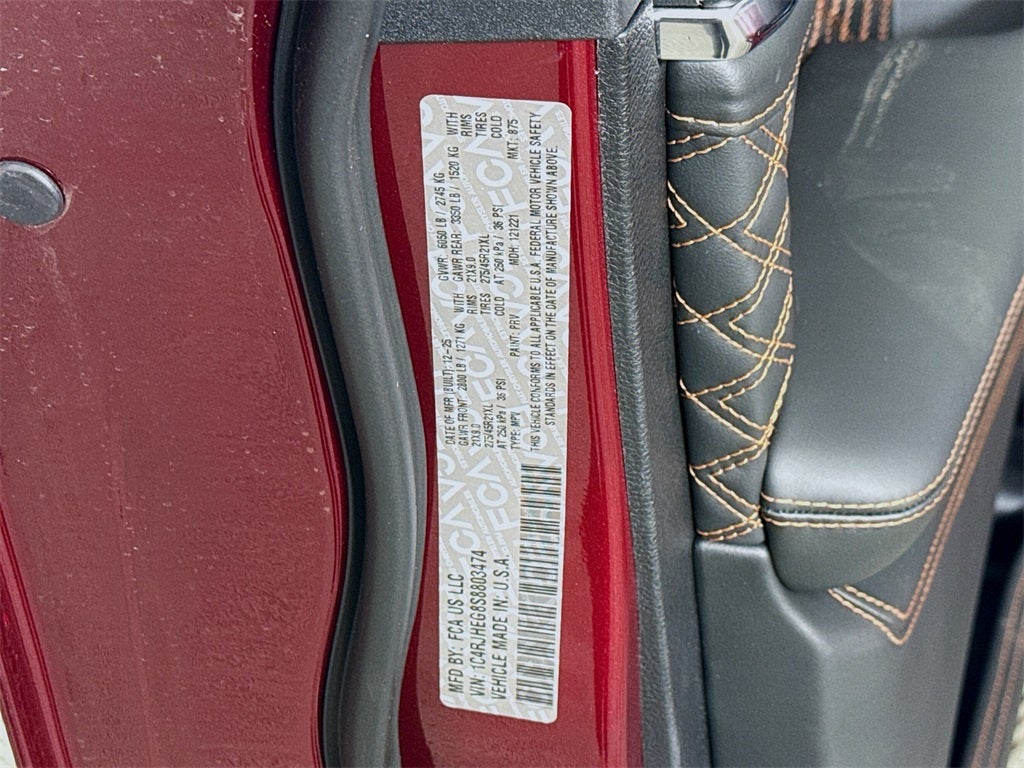 MFD BY: FCA US LLC
VIN: 1C4RJHEG8S8803474
VEHICLE MADE IN: U.S.A.
DATE OF MFR (BUILT): 12-25 GVWR: 6050 LB / 2745 KG
GAWR FRONT: 2800 LB / 1271 KG WITH GAWR REAR: 3350 LB / 1520 KG WITH
21X9.0 RIMS 21X9.0 RIMS
275/45R21XL TIRES 275/45R21XL TIRES
AT 250 kPa / 36 PSI COLD AT 250 kPa / 36 PSI COLD
TYPE: MPV PAINT: PRV MDH: 121221 MKT: 875
THIS VEHICLE CONFORMS TO ALL APPLICABLE U.S.A. FEDERAL MOTOR VEHICLE SAFETY
STANDARDS IN EFFECT ON THE DATE OF MANUFACTURE SHOWN ABOVE.